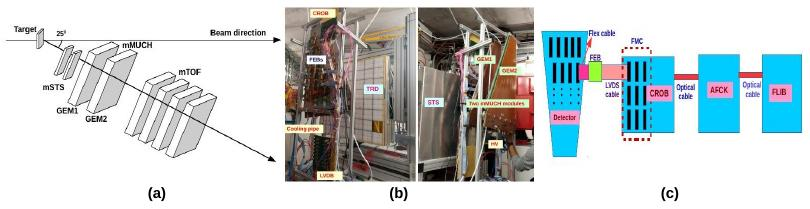 Target
25°
Beam direction
mMUCH
mTOF
mSTS
GEM1
GEM2
(a)
CROB
FEBs
TRD
Cooling pipe
LVDB
GEM1
GEM2
STS
Two mMUCH modules
HV
(b)
Flex cable
FMC
FEB
LVDS
cable
CROB
Detector
Optical
cable
AFCK
Optical
cable
FLIB
(c)